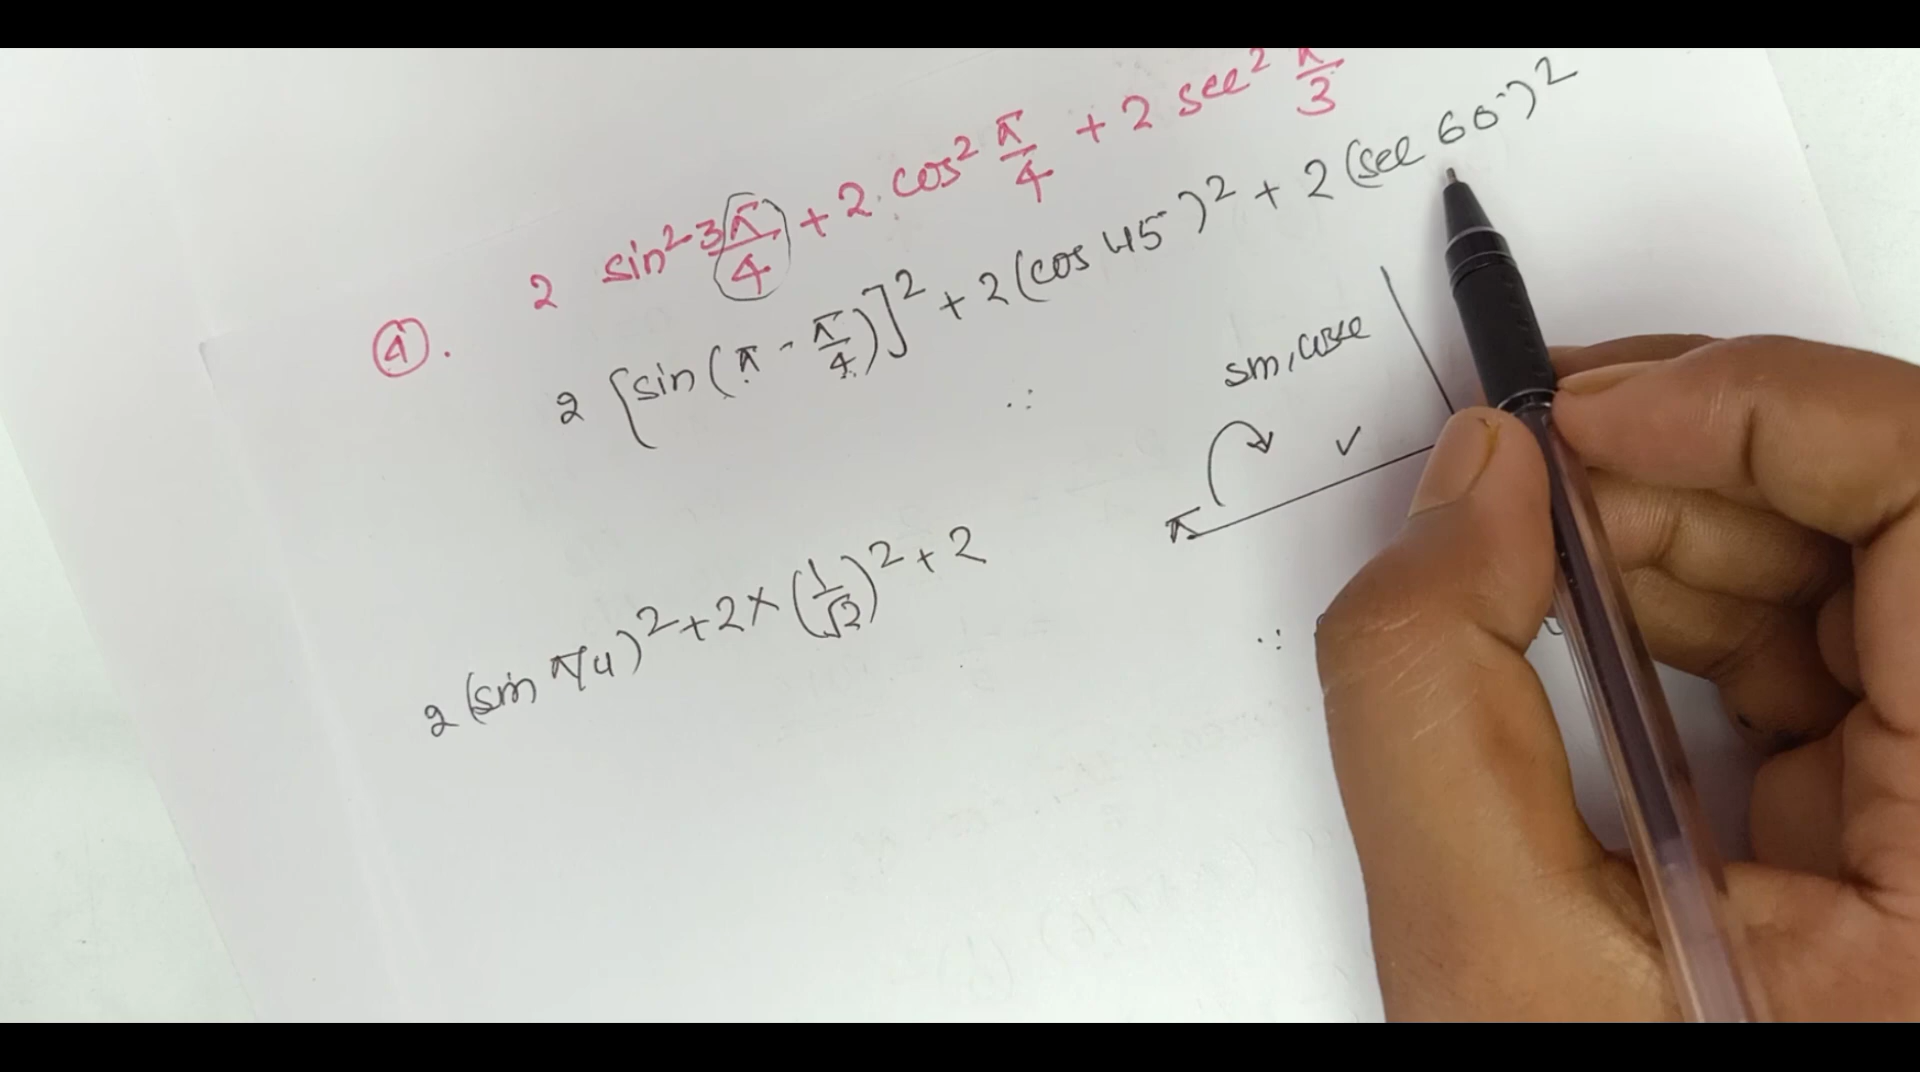 ④. 2 sin² 3π/4 + 2 · cos² π/4 + 2 sec² π/3
2 [sin (π - π/4)]² + 2 (cos 45°)² + 2 (sec 60°)²
∴
sin, cosec
✓
π
2 (sin π/4)² + 2 × (1/√2)² + 2
∵